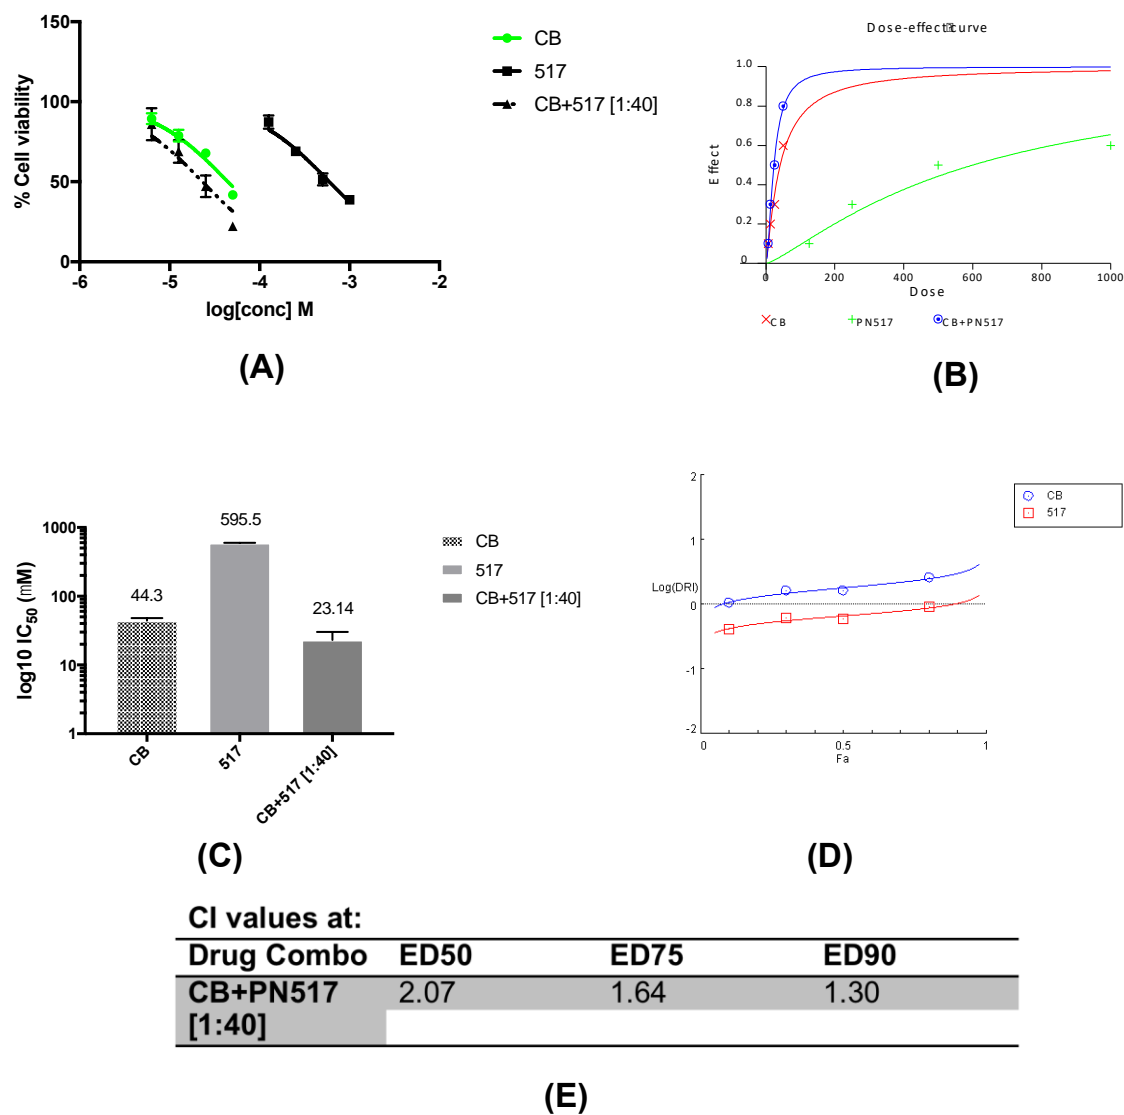 150
100
50
0
% Cell viability
-6
-5
-4
-3
-2
log[conc] M
CB
517
CB+517 [1:40]
(A)
Dose-effect curve
Effect
1.0
0.8
0.6
0.4
0.2
0
200
400
600
800
1000
Dose
CB
PN517
CB+PN517
(B)
log10 IC50 (mM)
1000
100
10
1
44.3
595.5
23.14
CB
517
CB+517 [1:40]
CB
517
CB+517 [1:40]
(C)
2
1
Log(DRI)
0
-1
-2
0
0.5
1
Fa
CB
517
(D)
CI values at:
Drug Combo ED50 ED75 ED90
CB+PN517 2.07 1.64 1.30
[1:40]
(E)